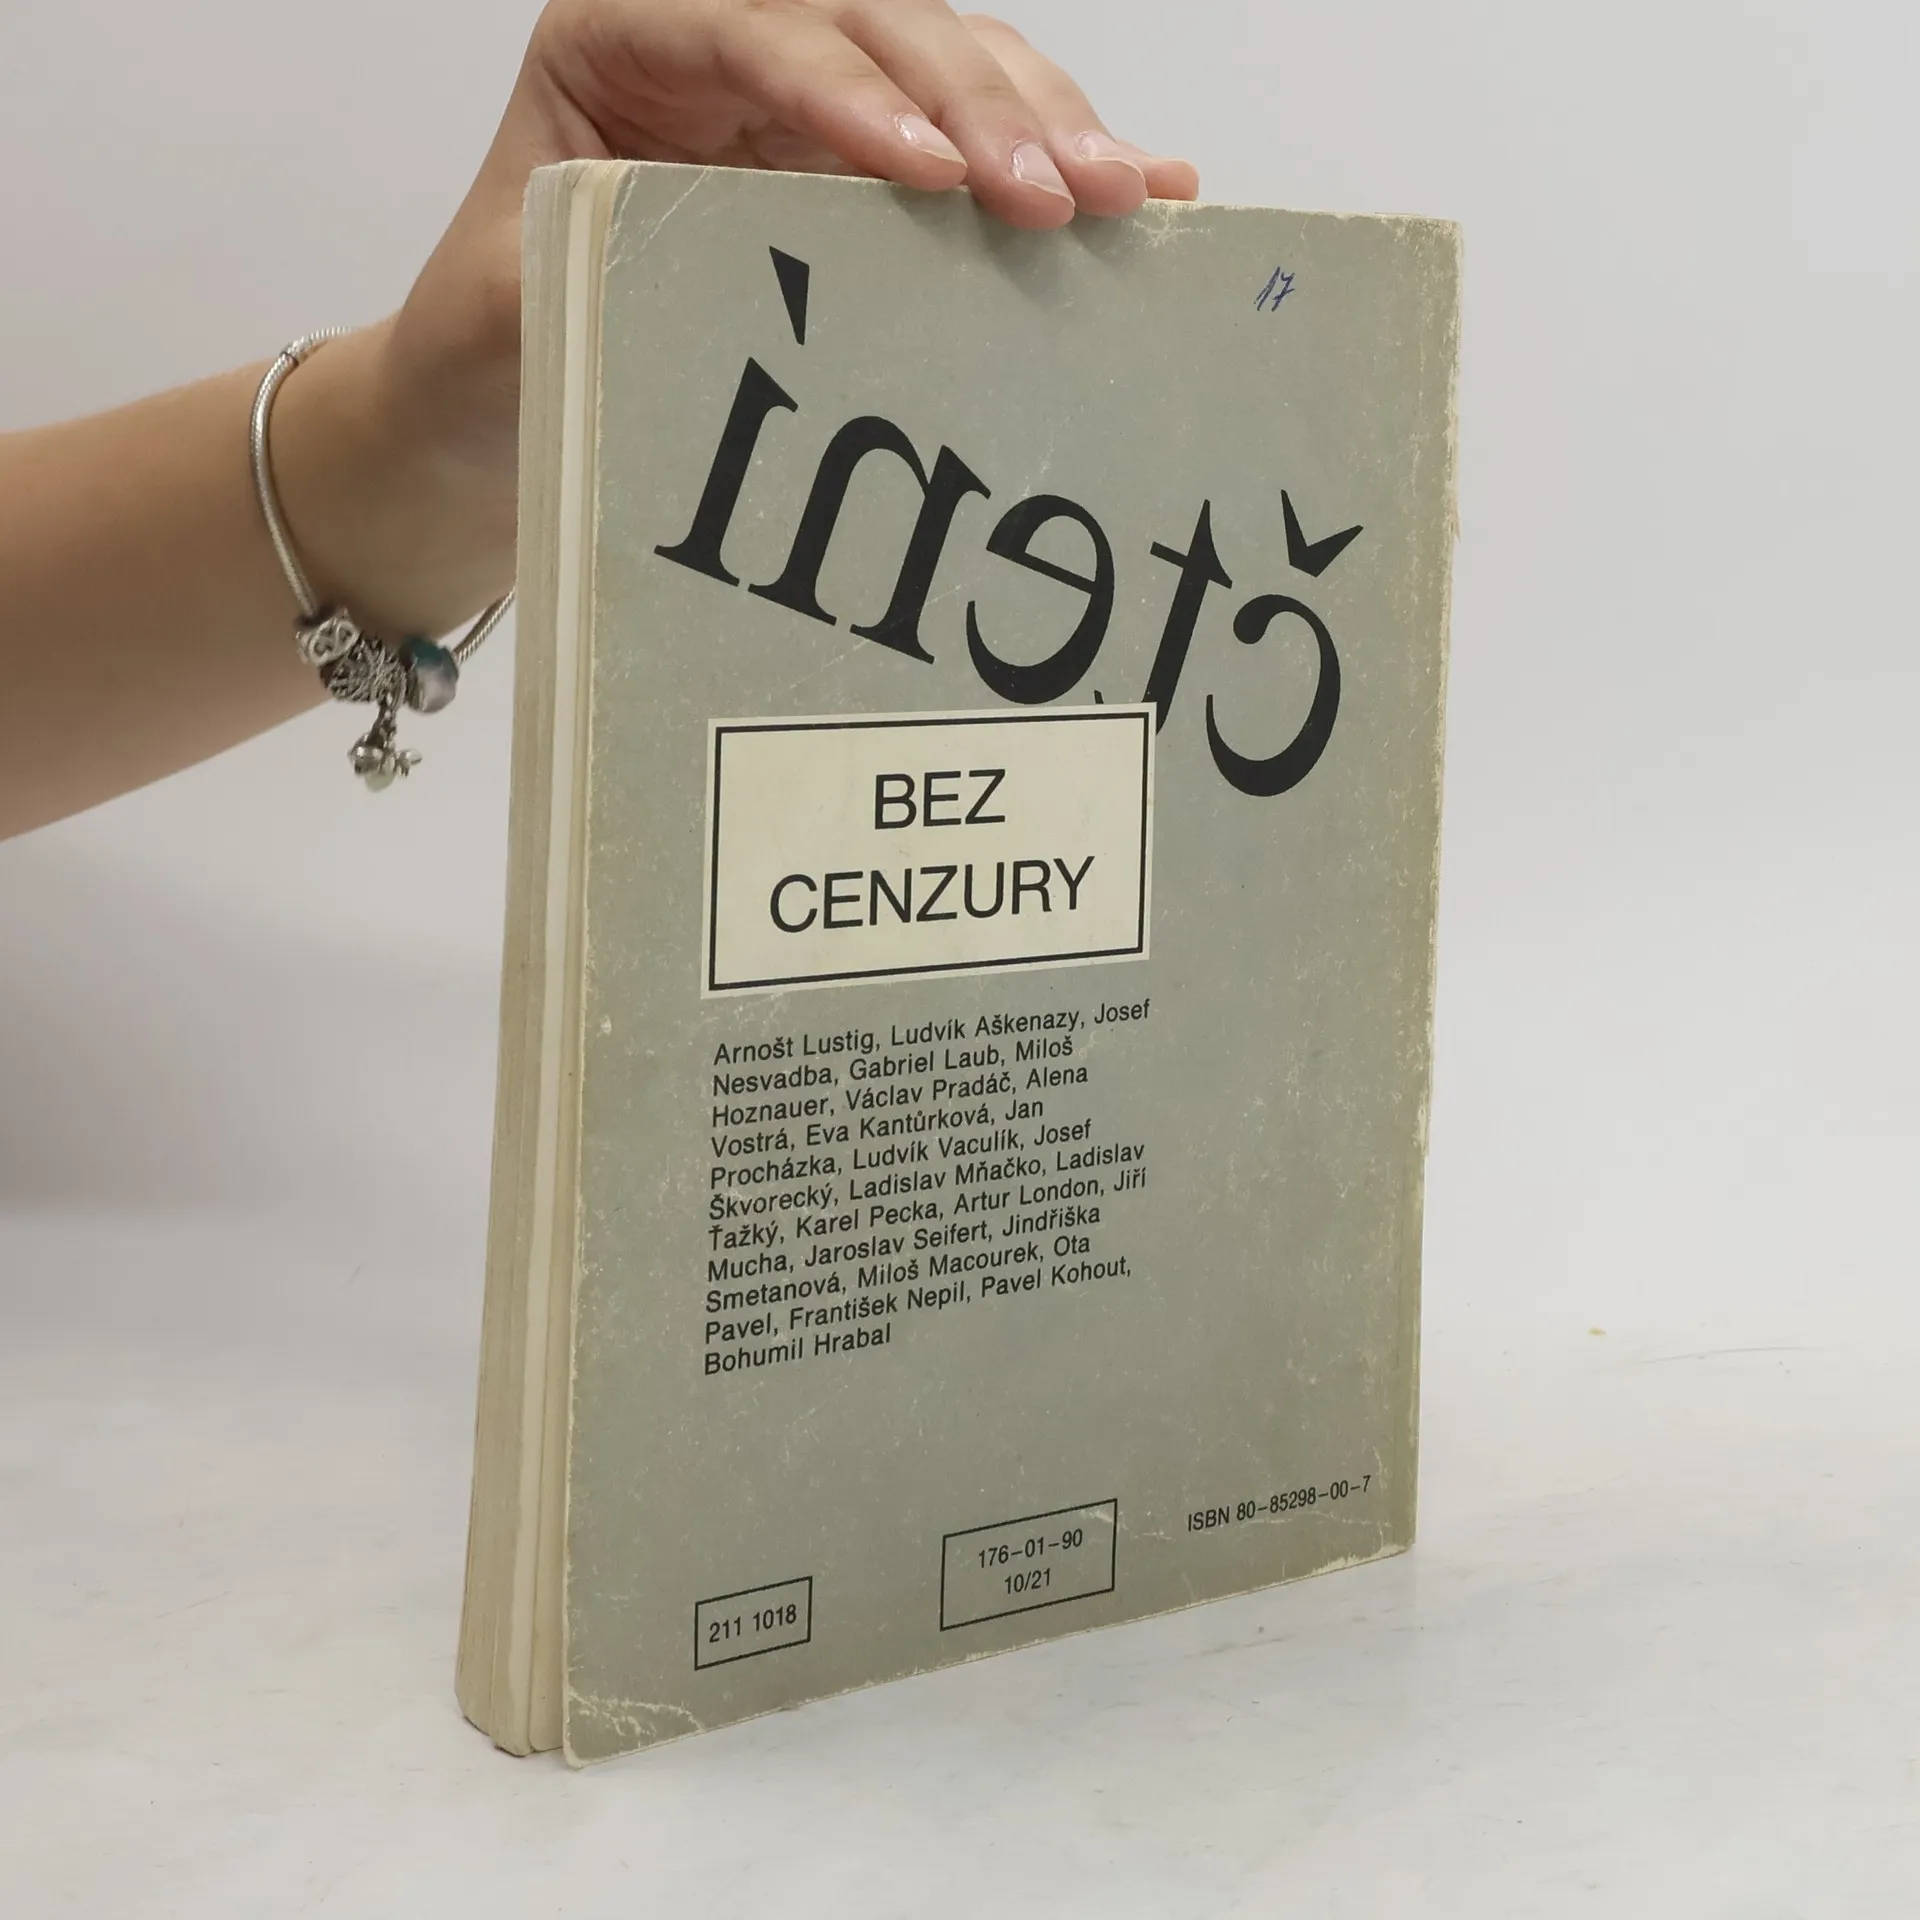 17
čtení
BEZ
CENZURY
Arnošt Lustig, Ludvík Aškenazy, Josef
Nesvadba, Gabriel Laub, Miloš
Hoznauer, Václav Pradáč, Alena
Vostrá, Eva Kantůrková, Jan
Procházka, Ludvík Vaculík, Josef
Škvorecký, Ladislav Mňačko, Ladislav
Ťažký, Karel Pecka, Artur London, Jiří
Mucha, Jaroslav Seifert, Jindřiška
Smetanová, Miloš Macourek, Ota
Pavel, František Nepil, Pavel Kohout,
Bohumil Hrabal
211 1018
176–01–90
10/21
ISBN 80–85298–00–7